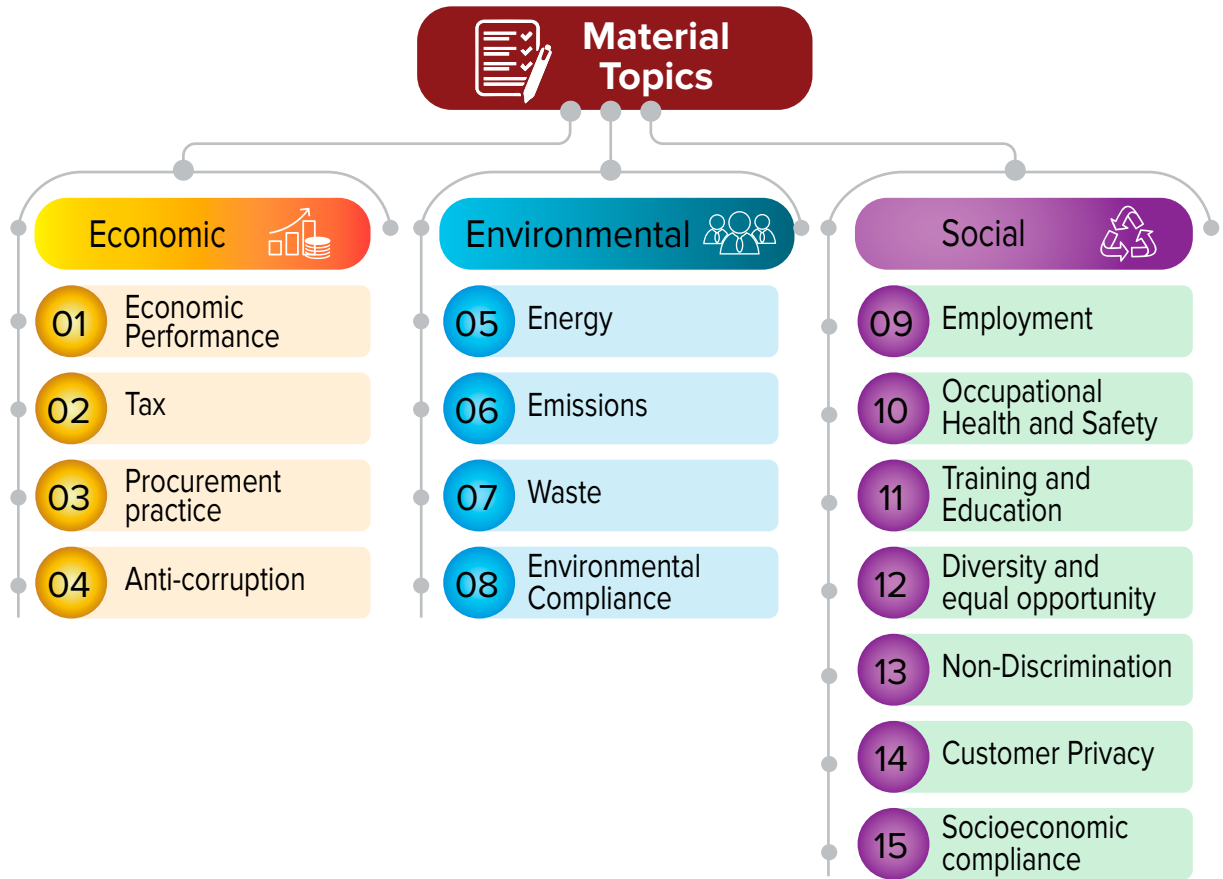 Material
Topics
Economic
01
Economic
Performance
02
Tax
03
Procurement
practice
04
Anti-corruption
Environmental
05
Energy
06
Emissions
07
Waste
08
Environmental
Compliance
Social
09
Employment
10
Occupational
Health and Safety
11
Training and
Education
12
Diversity and
equal opportunity
13
Non-Discrimination
14
Customer Privacy
15
Socioeconomic
compliance